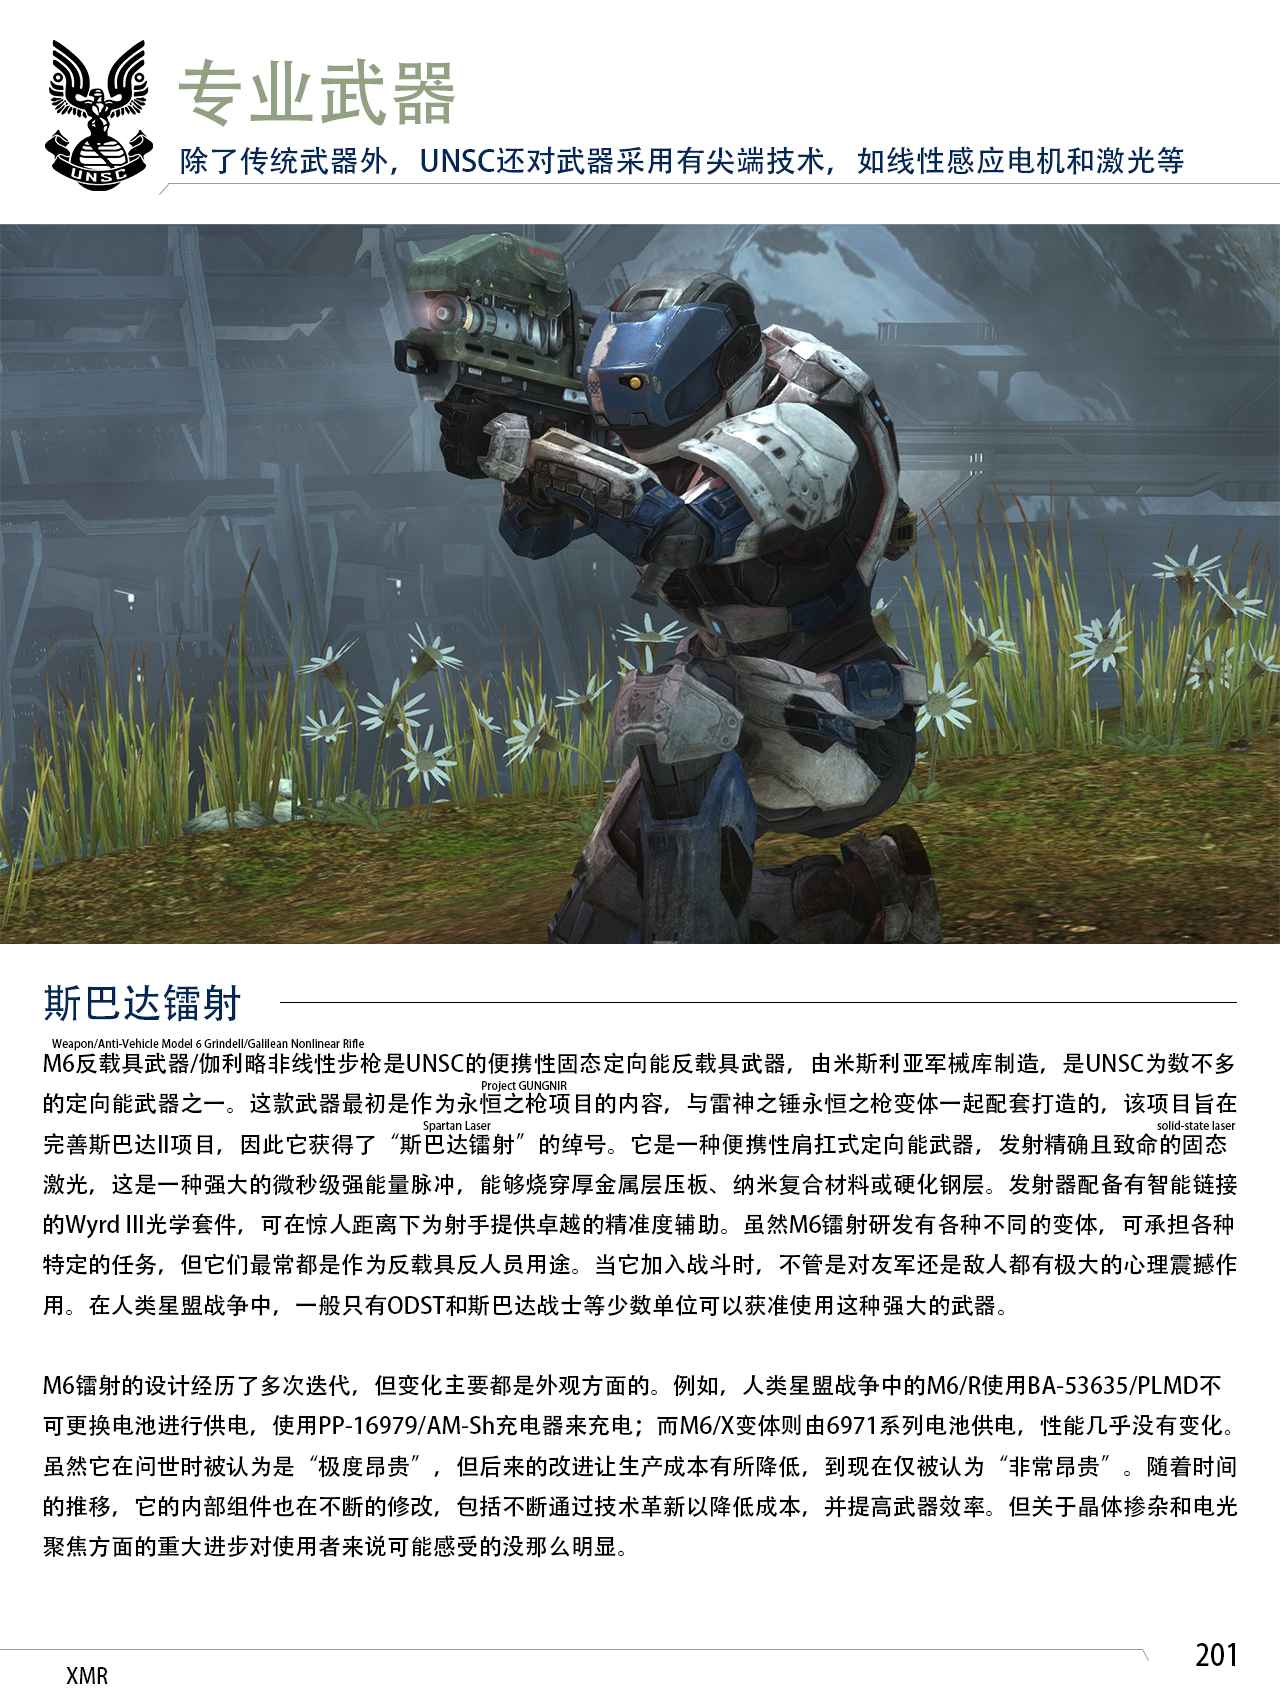 专业武器
除了传统武器外，UNSC还对武器采用有尖端技术，如线性感应电机和激光等
UNSC
斯巴达镭射
Weapon/Anti-Vehicle Model 6 Grindell/Galilean Nonlinear Rifle
M6反载具武器/伽利略非线性步枪是UNSC的便携性固态定向能反载具武器，由米斯利亚军械库制造，是UNSC为数不多
Project GUNGNIR
的定向能武器之一。这款武器最初是作为永恒之枪项目的内容，与雷神之锤永恒之枪变体一起配套打造的，该项目旨在
Spartan Laser solid-state laser
完善斯巴达II项目，因此它获得了“斯巴达镭射”的绰号。它是一种便携性肩扛式定向能武器，发射精确且致命的固态
激光，这是一种强大的微秒级强能量脉冲，能够烧穿厚金属层压板、纳米复合材料或硬化钢层。发射器配备有智能链接
的Wyrd III光学套件，可在惊人距离下为射手提供卓越的精准度辅助。虽然M6镭射研发有各种不同的变体，可承担各种
特定的任务，但它们最常都是作为反载具反人员用途。当它加入战斗时，不管是对友军还是敌人都有极大的心理震撼作
用。在人类星盟战争中，一般只有ODST和斯巴达战士等少数单位可以获准使用这种强大的武器。
M6镭射的设计经历了多次迭代，但变化主要都是外观方面的。例如，人类星盟战争中的M6/R使用BA-53635/PLMD不
可更换电池进行供电，使用PP-16979/AM-Sh充电器来充电；而M6/X变体则由6971系列电池供电，性能几乎没有变化。
虽然它在问世时被认为是“极度昂贵”，但后来的改进让生产成本有所降低，到现在仅被认为“非常昂贵”。随着时间
的推移，它的内部组件也在不断的修改，包括不断通过技术革新以降低成本，并提高武器效率。但关于晶体掺杂和电光
聚焦方面的重大进步对使用者来说可能感受的没那么明显。
201
XMR